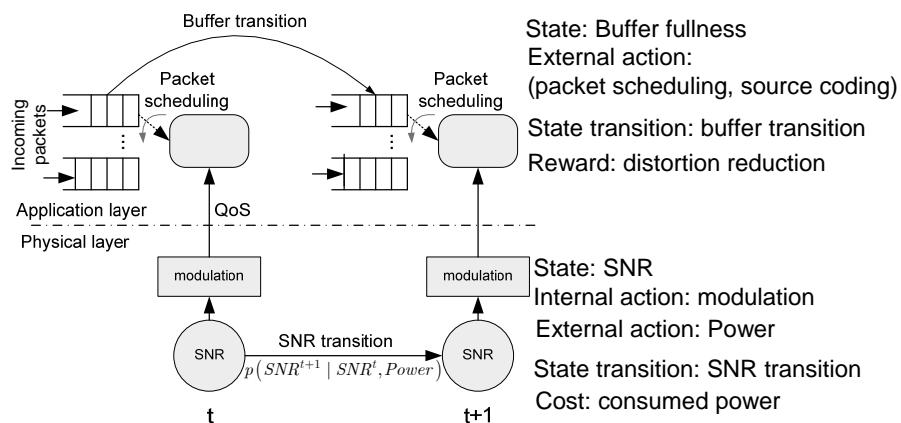 Buffer transition
State: Buffer fullness
External action:
(packet scheduling, source coding)
State transition: buffer transition
Reward: distortion reduction
Incoming
packets
Packet
scheduling
...
Packet
scheduling
...
Application layer
QoS
Physical layer
modulation
modulation
State: SNR
Internal action: modulation
External action: Power
State transition: SNR transition
Cost: consumed power
SNR
SNR transition
p(SNR^{t+1} | SNR^t, Power)
SNR
t
t+1